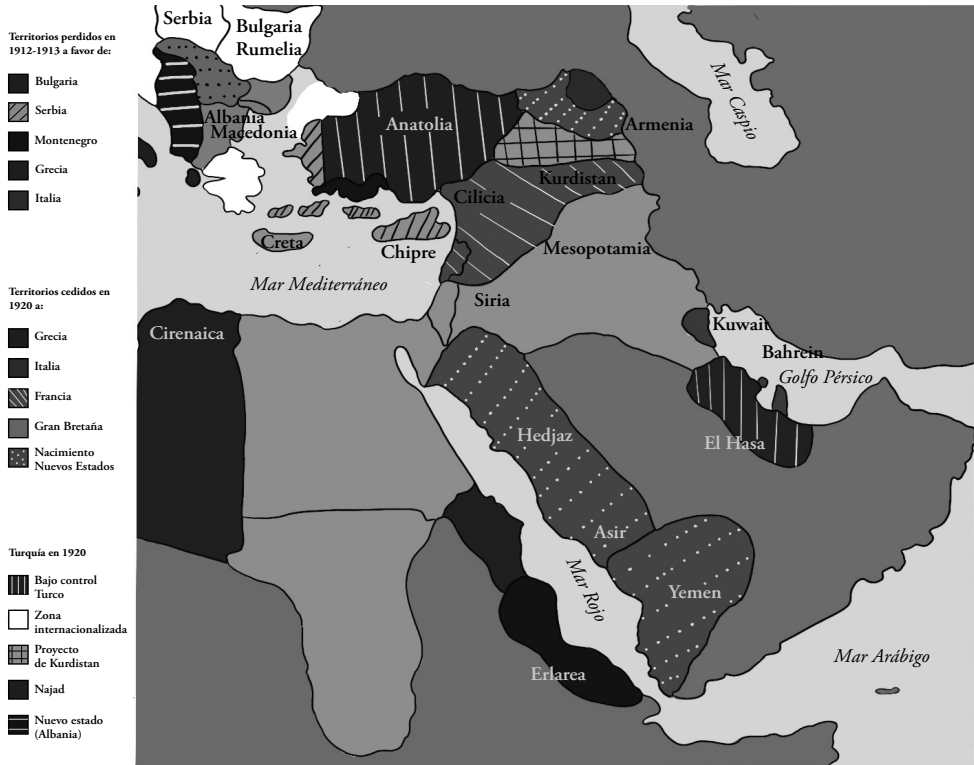 Territorios perdidos en
1912-1913 a favor de:
Bulgaria
Serbia
Montenegro
Grecia
Italia
Territorios cedidos en
1920 a:
Grecia
Italia
Francia
Gran Bretaña
Nacimiento
Nuevos Estados
Turquía en 1920
Bajo control
Turco
Zona
internacionalizada
Proyecto
de Kurdistan
Najad
Nuevo estado
(Albania)
Serbia
Bulgaria
Rumelia
Mar Caspio
Albania
Macedonia
Anatolia
Armenia
Kurdistan
Cilicia
Creta
Chipre
Mesopotamia
Mar Mediterráneo
Siria
Cirenaica
Kuwait
Bahrein
Golfo Pérsico
Hedjaz
El Hasa
Asir
Mar Rojo
Yemen
Erlarea
Mar Arábigo